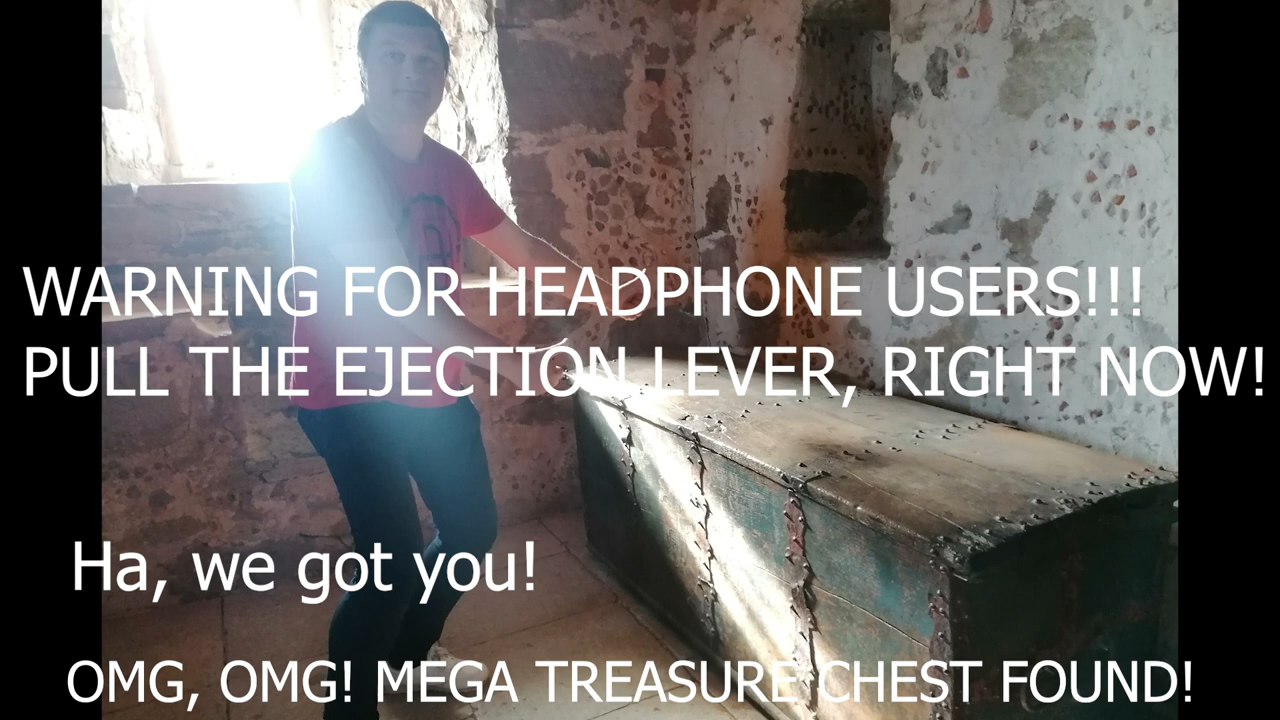 WARNING FOR HEADPHONE USERS!!!
PULL THE EJECTION LEVER, RIGHT NOW!
Ha, we got you!
OMG, OMG! MEGA TREASURE CHEST FOUND!